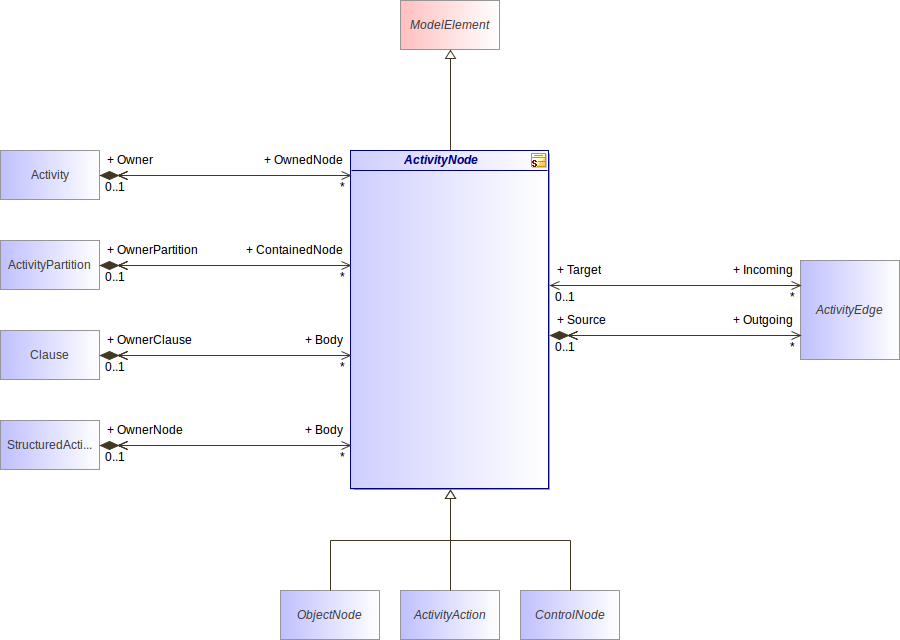 ModelElement
ActivityNode
S
Activity
+ Owner
+ OwnedNode
0..1
*
ActivityPartition
+ OwnerPartition
+ ContainedNode
0..1
*
Clause
+ OwnerClause
+ Body
0..1
*
StructuredActi...
+ OwnerNode
+ Body
0..1
*
+ Target
+ Incoming
0..1
*
+ Source
+ Outgoing
0..1
*
ActivityEdge
ObjectNode
ActivityAction
ControlNode